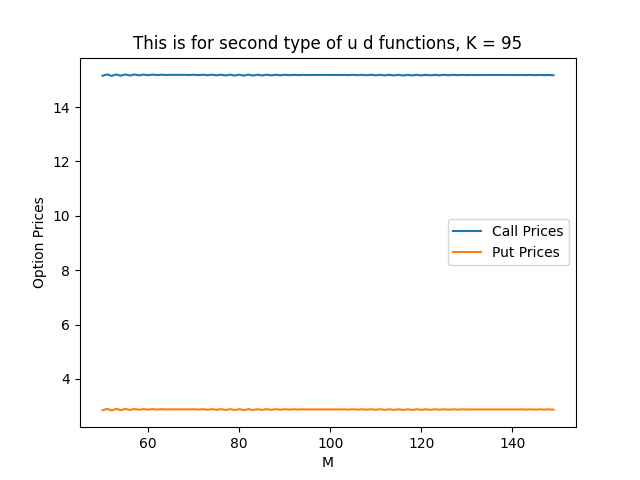 This is for second type of u d functions, K = 95
Option Prices
14
12
10
8
6
4
Call Prices
Put Prices
60 80 100 120 140
M